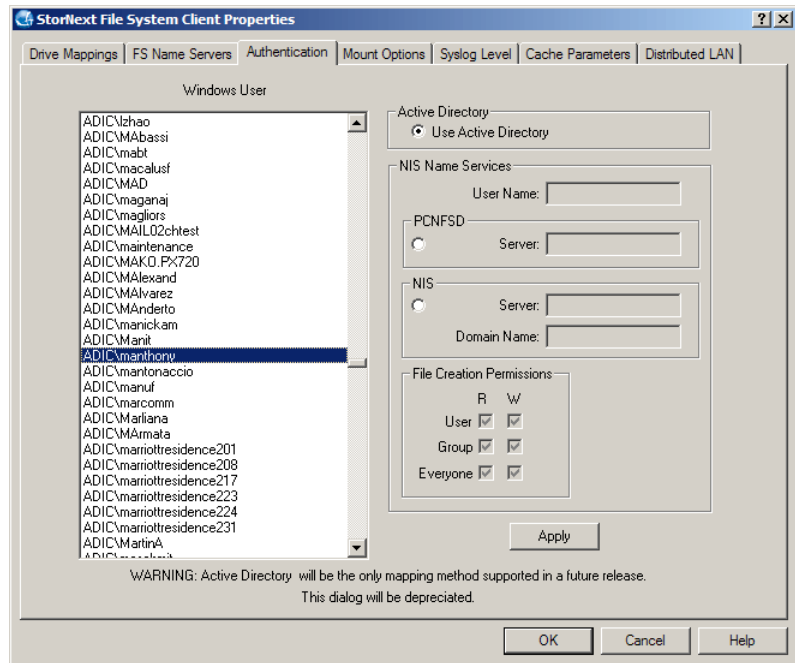 StorNext File System Client Properties
Drive Mappings FS Name Servers Authentication Mount Options Syslog Level Cache Parameters Distributed LAN
Windows User
ADIC\lzhao
ADIC\MAbassi
ADIC\mabt
ADIC\macalusf
ADIC\MAD
ADIC\maganaj
ADIC\magliors
ADIC\MAIL02chtest
ADIC\maintenance
ADIC\MAKO.PX720
ADIC\MAlexand
ADIC\MAlvarez
ADIC\MAnderto
ADIC\manickam
ADIC\Manit
ADIC\manthony
ADIC\mantonaccio
ADIC\manuf
ADIC\marcomm
ADIC\Marliana
ADIC\MArmata
ADIC\marriottresidence201
ADIC\marriottresidence208
ADIC\marriottresidence217
ADIC\marriottresidence223
ADIC\marriottresidence224
ADIC\marriottresidence231
ADIC\MartinA
Active Directory
Use Active Directory
NIS Name Services
User Name:
PCNFSD
Server:
NIS
Server:
Domain Name:
File Creation Permissions
R W
User
Group
Everyone
Apply
WARNING: Active Directory will be the only mapping method supported in a future release.
This dialog will be depreciated.
OK Cancel Help